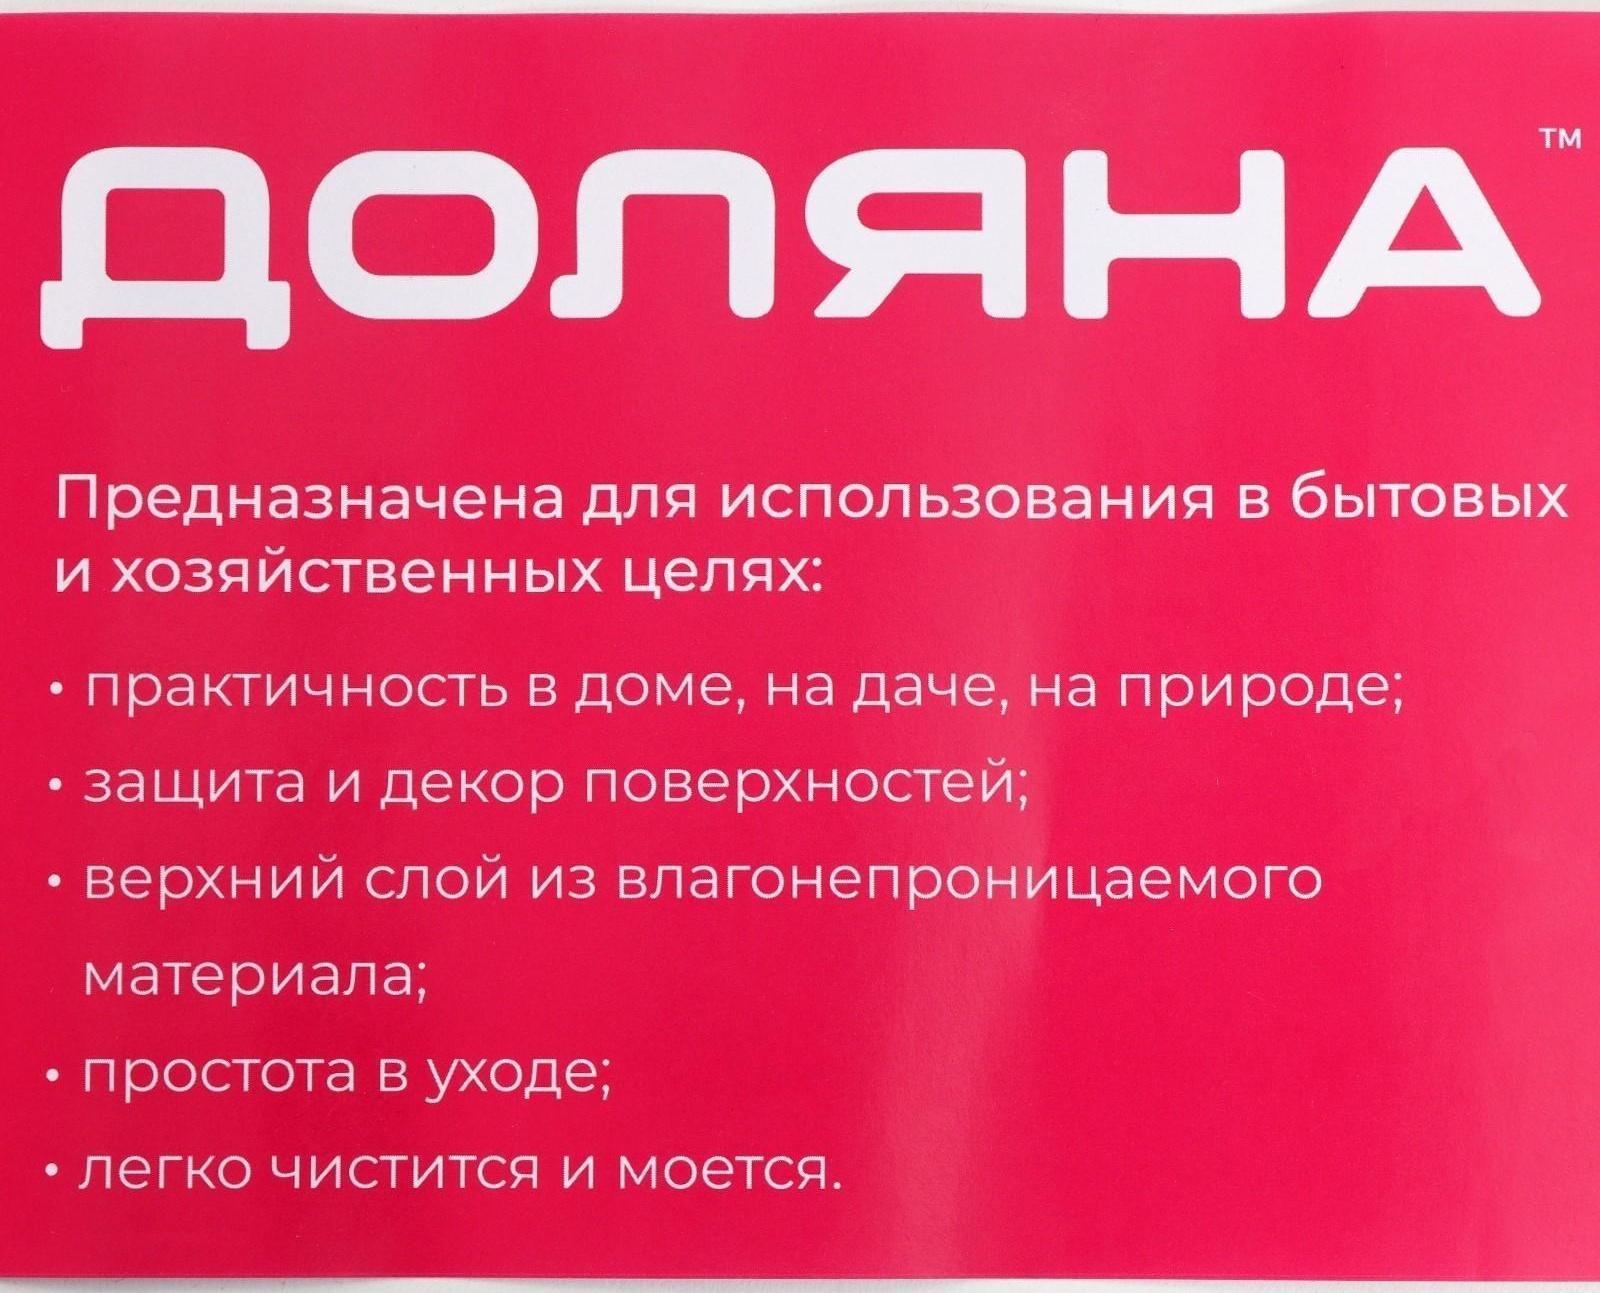 ДОЛЯНА™
Предназначена для использования в бытовых
и хозяйственных целях:
• практичность в доме, на даче, на природе;
• защита и декор поверхностей;
• верхний слой из влагонепроницаемого
материала;
• простота в уходе;
• легко чистится и моется.